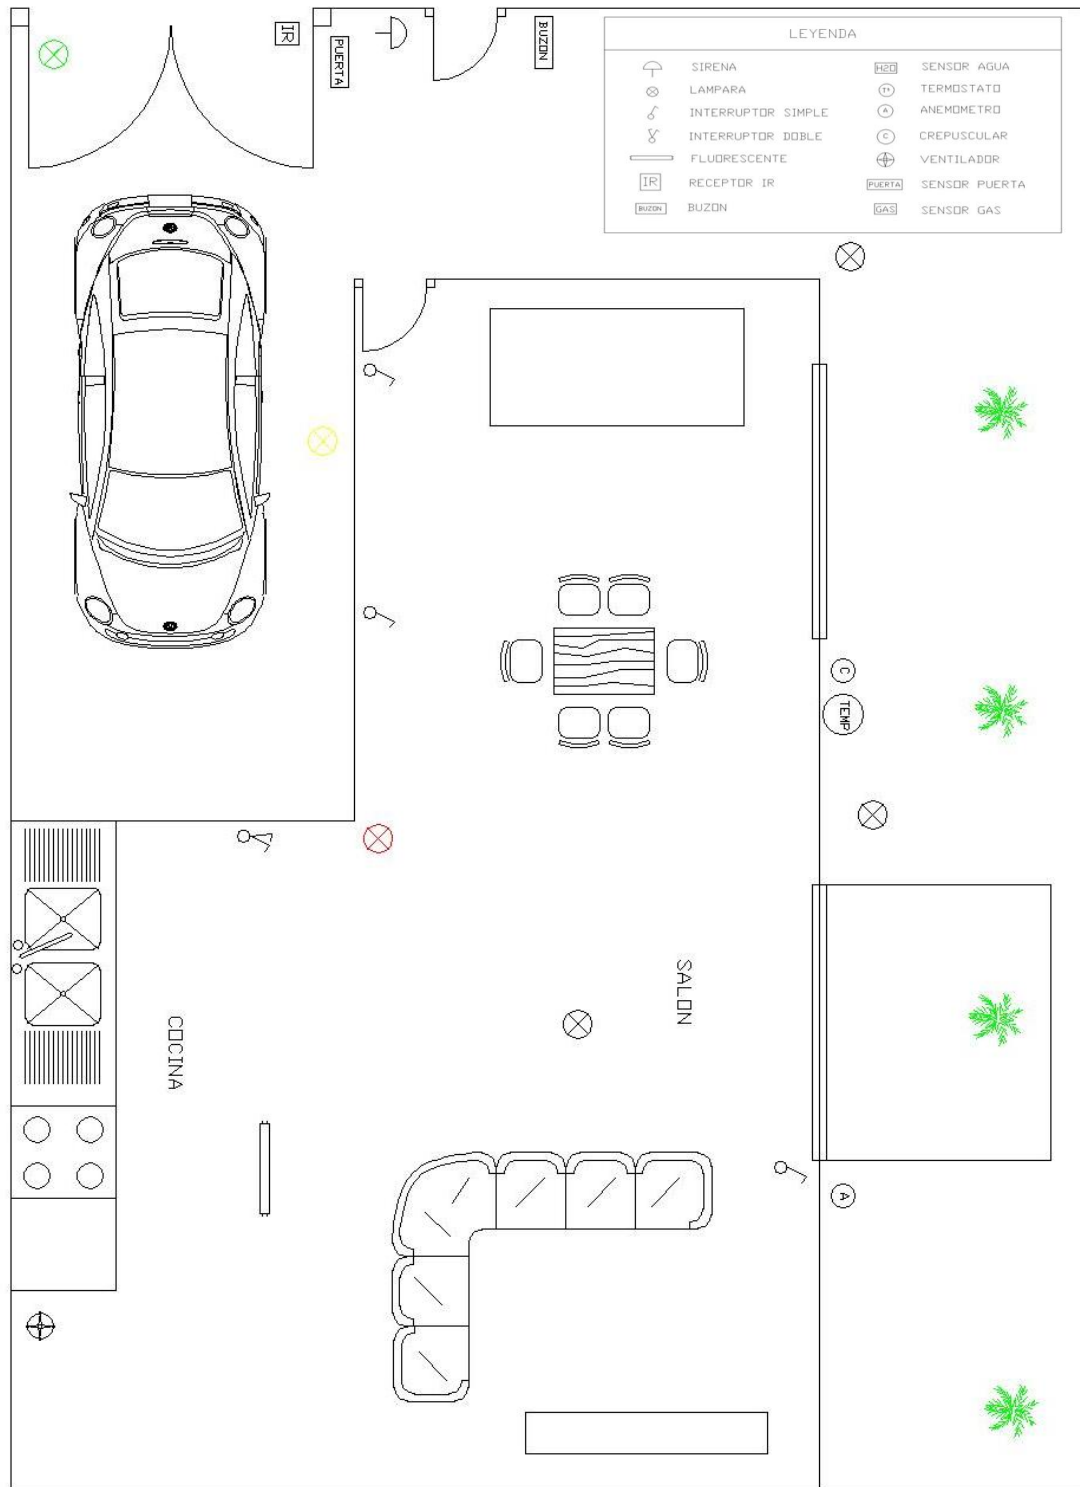 IR
PUERTA
BUZON
LEYENDA
SIRENA
LAMPARA
INTERRUPTOR SIMPLE
INTERRUPTOR DOBLE
FLUORESCENTE
IR RECEPTOR IR
BUZON BUZON
H2O SENSOR AGUA
Tª TERMOSTATO
A ANEMOMETRO
C CREPUSCULAR
VENTILADOR
PUERTA SENSOR PUERTA
GAS SENSOR GAS
C
TEMP
SALON
COCINA
A